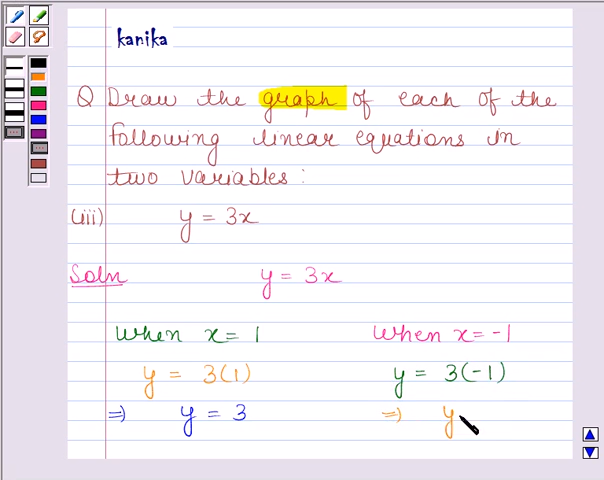 kanika
Q Draw the graph of each of the
following linear equations in
two variables:
(iii) y = 3x
Soln y = 3x
When x = 1 When x = -1
y = 3(1) y = 3(-1)
⇒ y = 3 ⇒ y